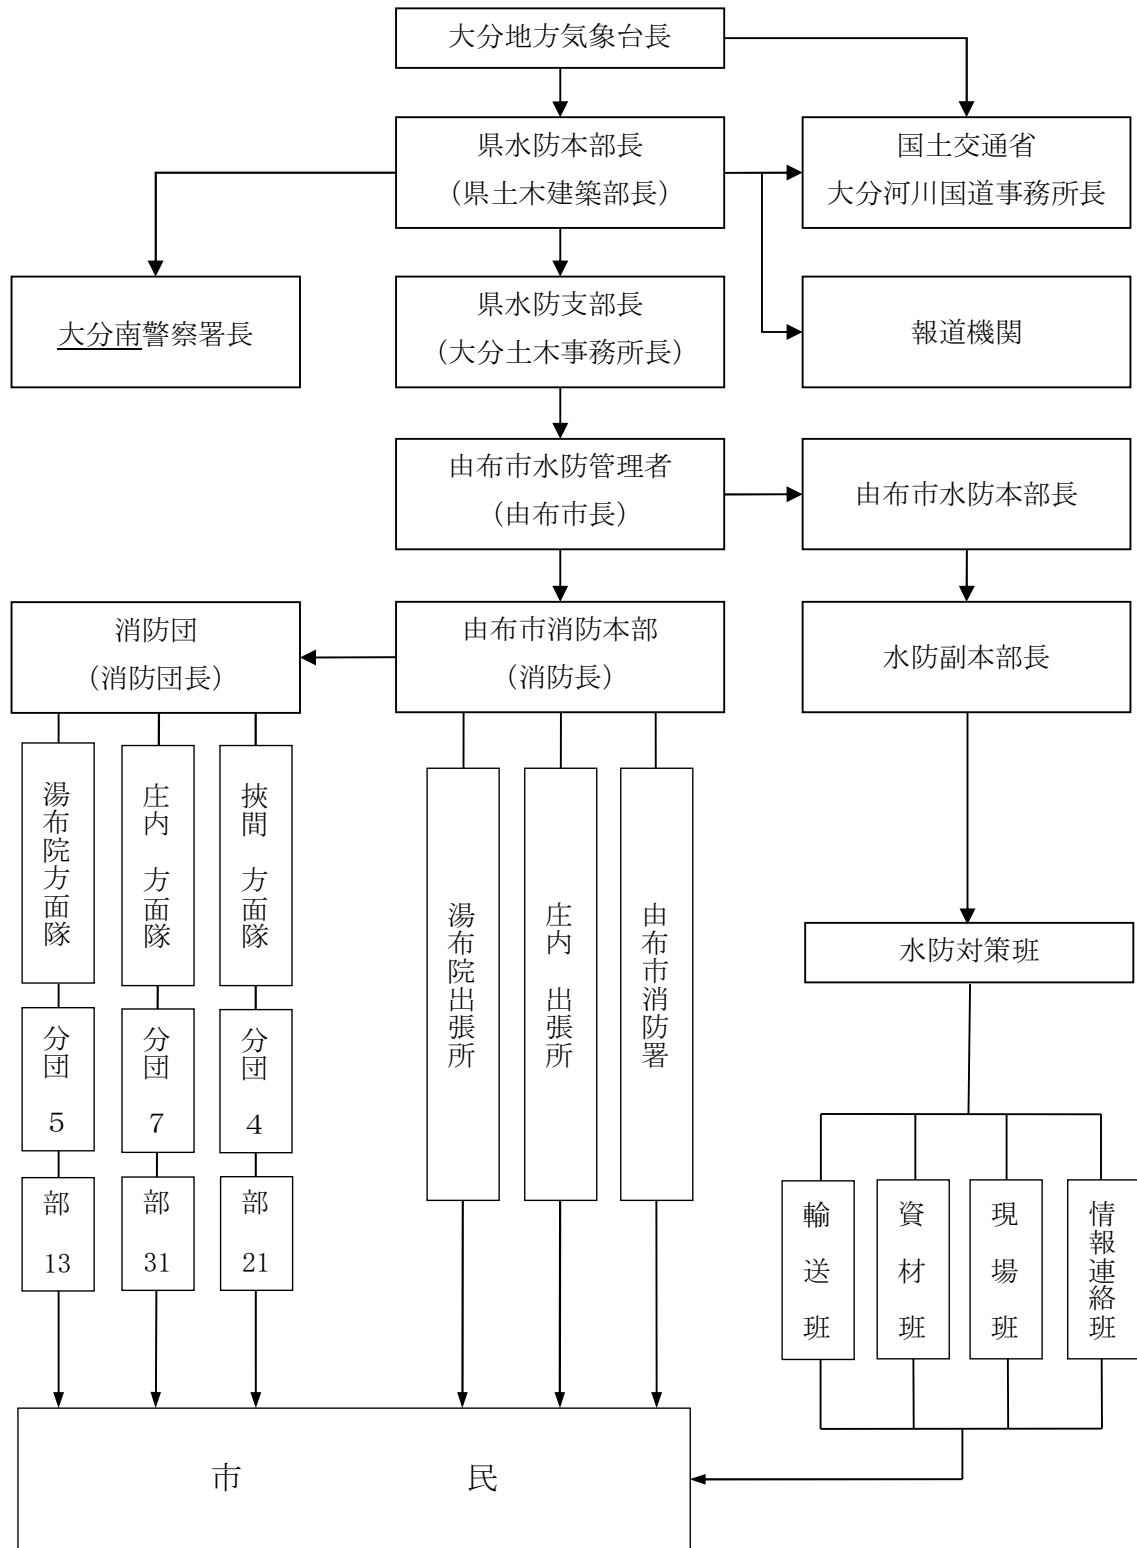 大分地方気象台長
県水防本部長
（県土木建築部長）
国土交通省
大分河川国道事務所長
大分南警察署長
県水防支部長
（大分土木事務所長）
報道機関
由布市水防管理者
（由布市長）
由布市水防本部長
消防団
（消防団長）
由布市消防本部
（消防長）
水防副本部長
湯布院方面隊
庄内　方面隊
挾間　方面隊
湯布院出張所
庄内　出張所
由布市消防署
水防対策班
分団　５
分団　７
分団　４
部　13
部　31
部　21
輸送班
資材班
現場班
情報連絡班
市　民